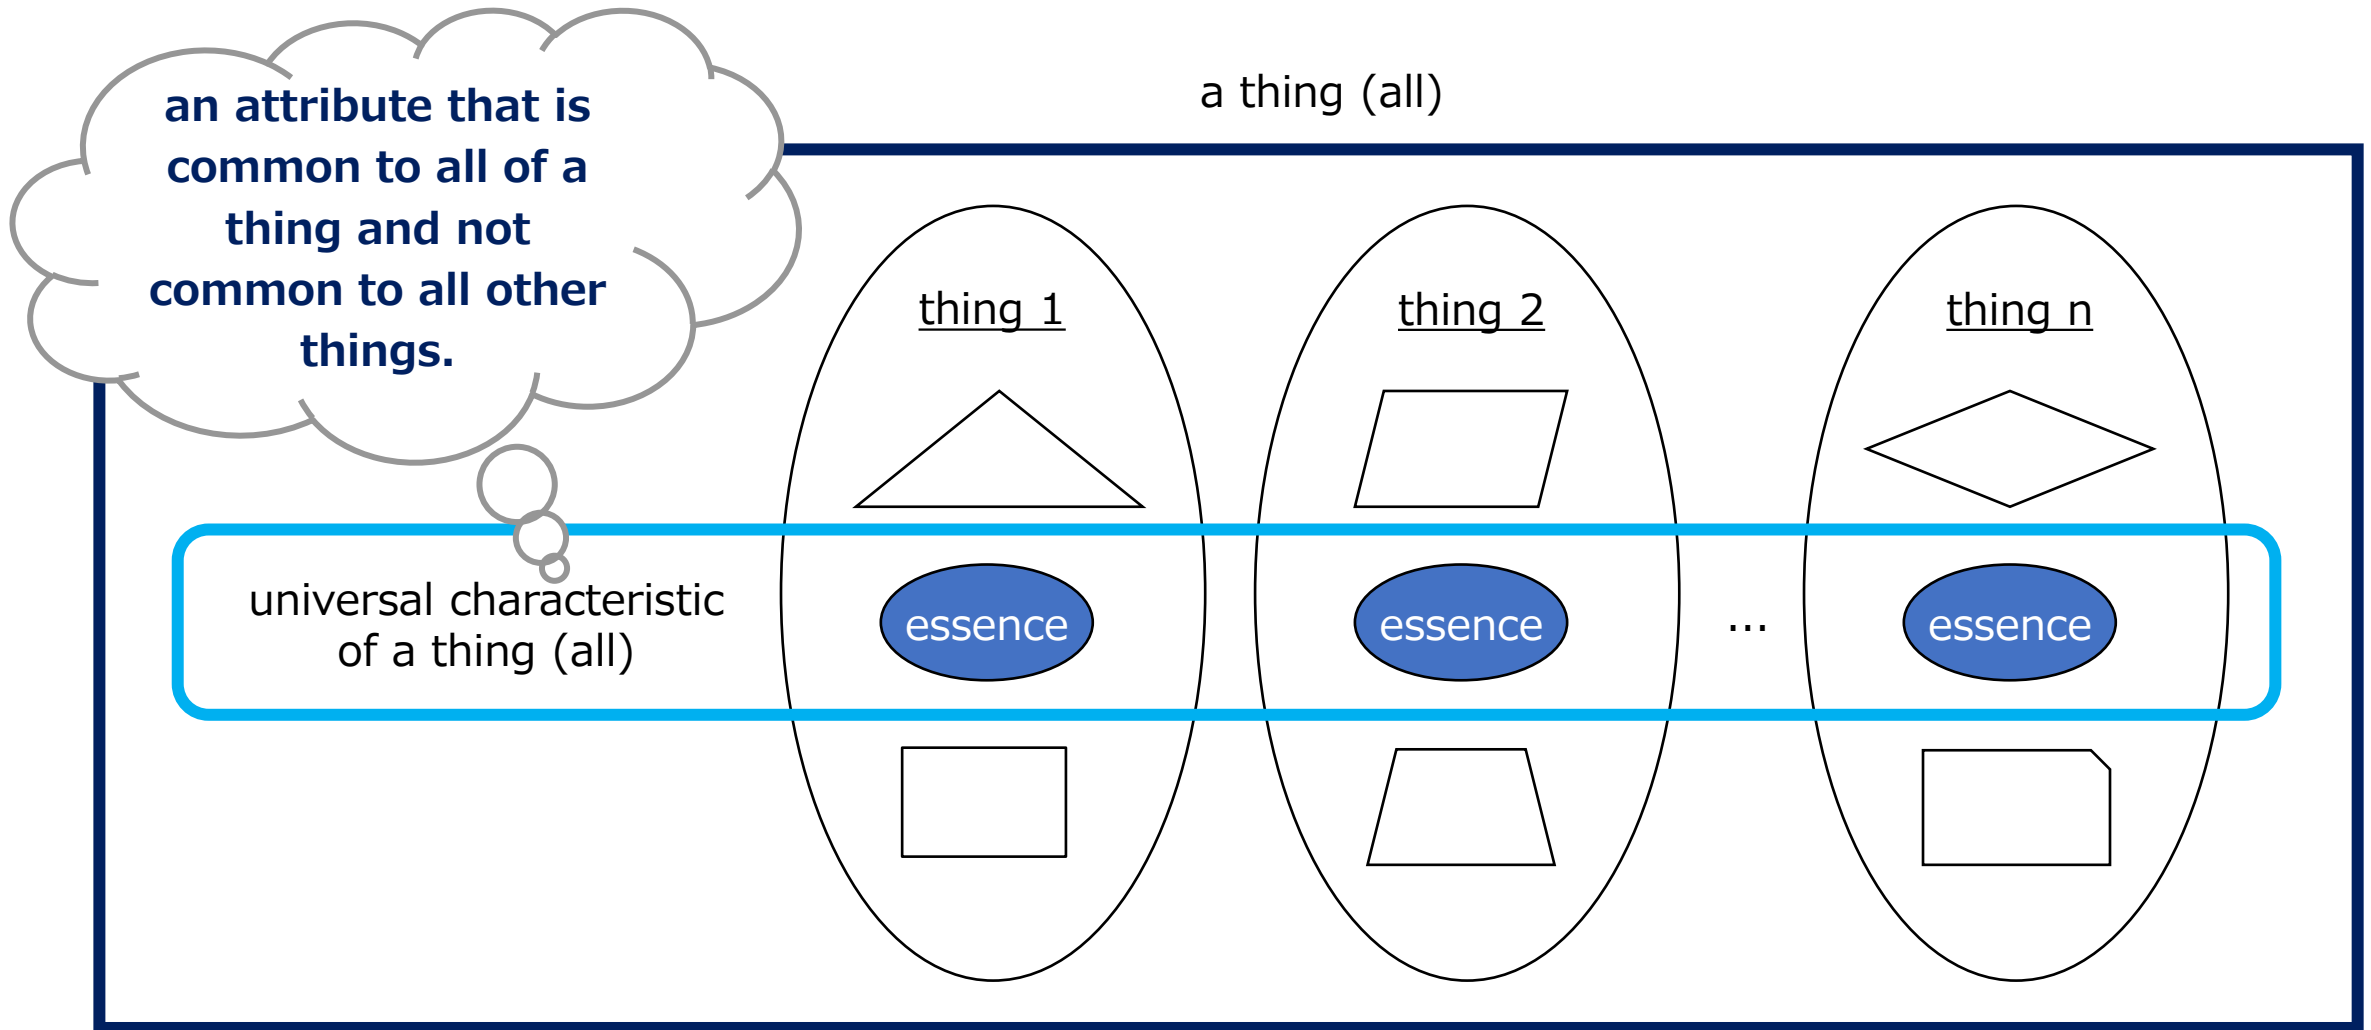 an attribute that is
common to all of a
thing and not
common to all other
things.
a thing (all)
thing 1
thing 2
thing n
universal characteristic
of a thing (all)
essence
essence
...
essence